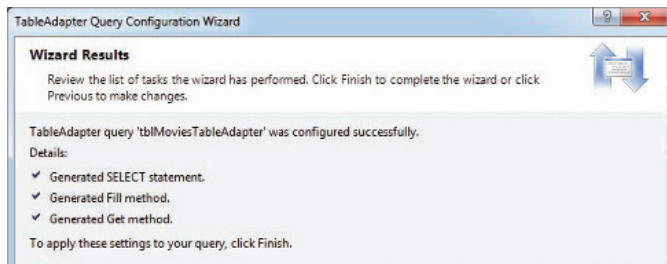 TableAdapter Query Configuration Wizard
Wizard Results
Review the list of tasks the wizard has performed. Click Finish to complete the wizard or click
Previous to make changes.
TableAdapter query 'tblMoviesTableAdapter' was configured successfully.
Details:
✓ Generated SELECT statement.
✓ Generated Fill method.
✓ Generated Get method.
To apply these settings to your query, click Finish.